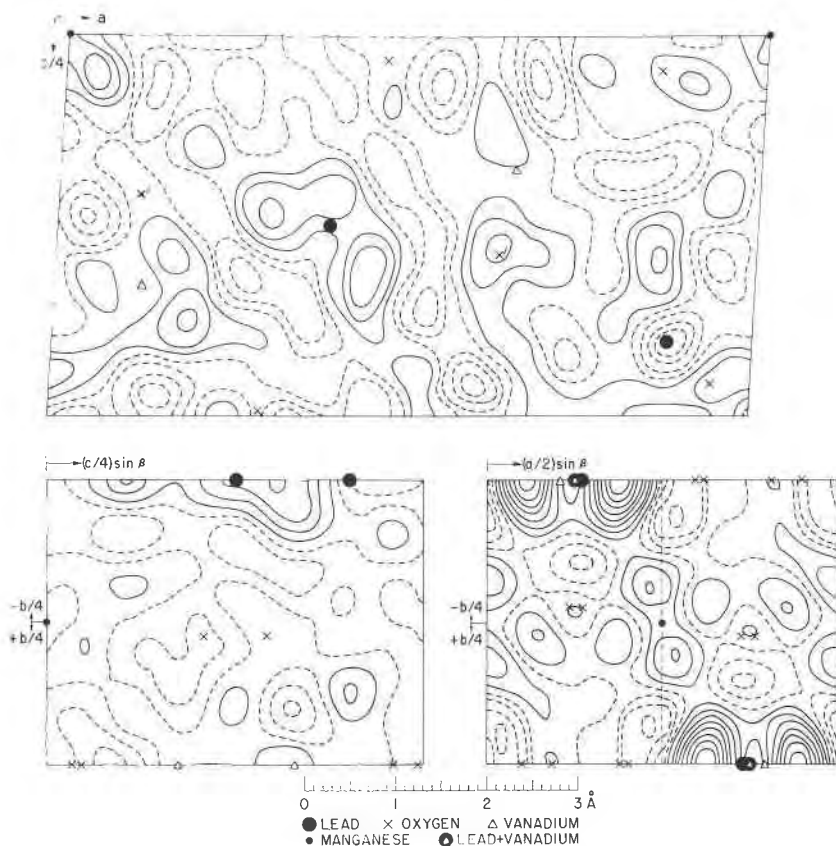 a
/4
(c/4) sin β
(a/2) sin β
-b/4
+b/4
-b/4
+b/4
0 1 2 3 Å
LEAD × OXYGEN △ VANADIUM
MANGANESE LEAD+VANADIUM